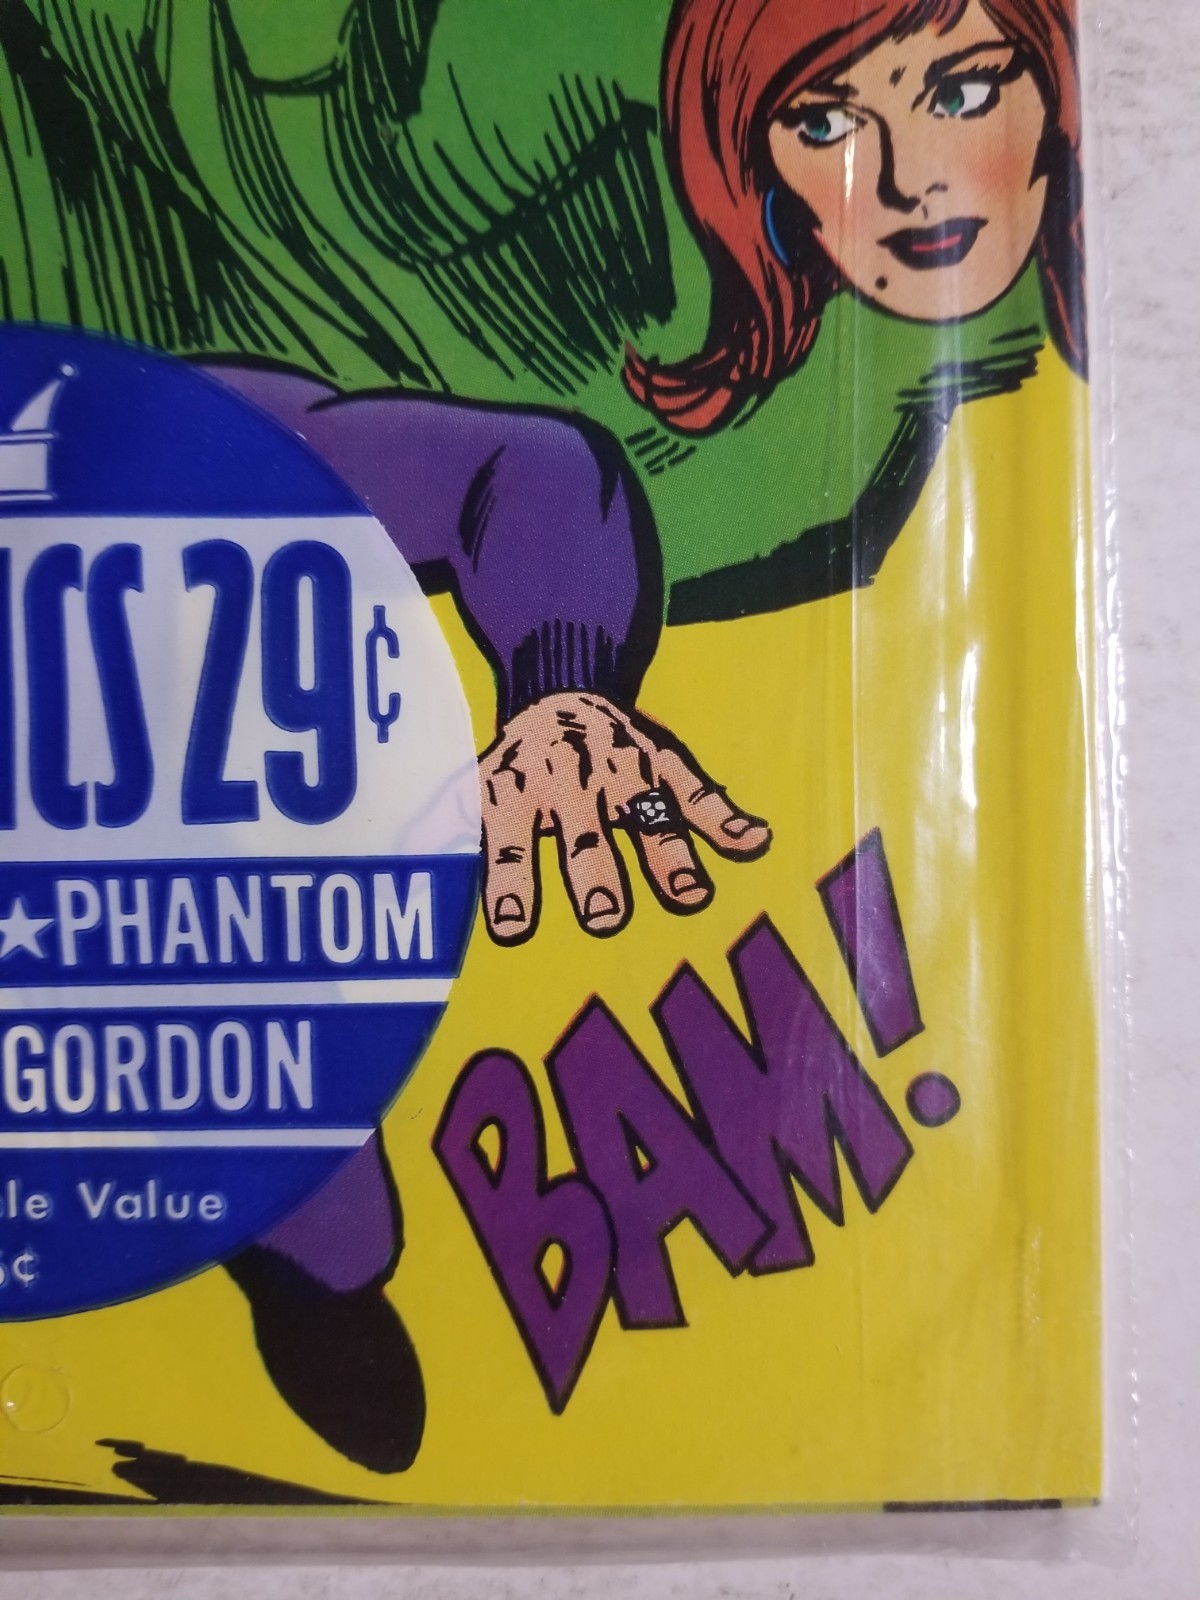 ICS 29¢
★PHANTOM
GORDON
le Value
¢
BAM!